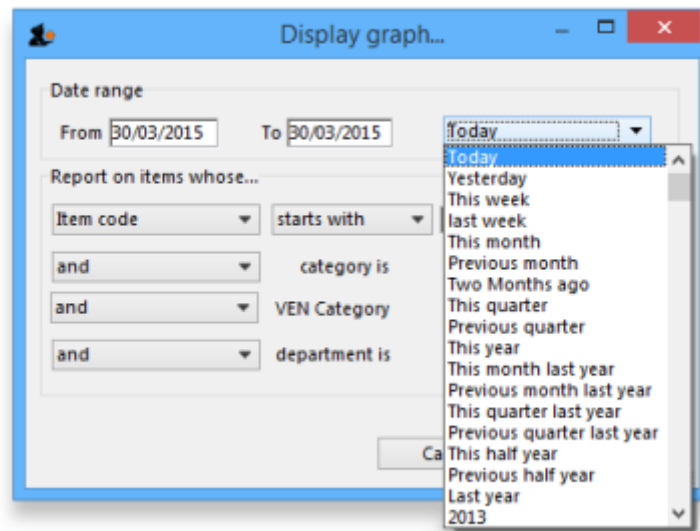 Display graph...
Date range
From 30/03/2015 To 30/03/2015 Today
Today
Yesterday
This week
last week
This month
Previous month
Two Months ago
This quarter
Previous quarter
This year
This month last year
Previous month last year
This quarter last year
Previous quarter last year
This half year
Previous half year
Last year
2013
Report on items whose...
Item code starts with
and category is
and VEN Category
and department is